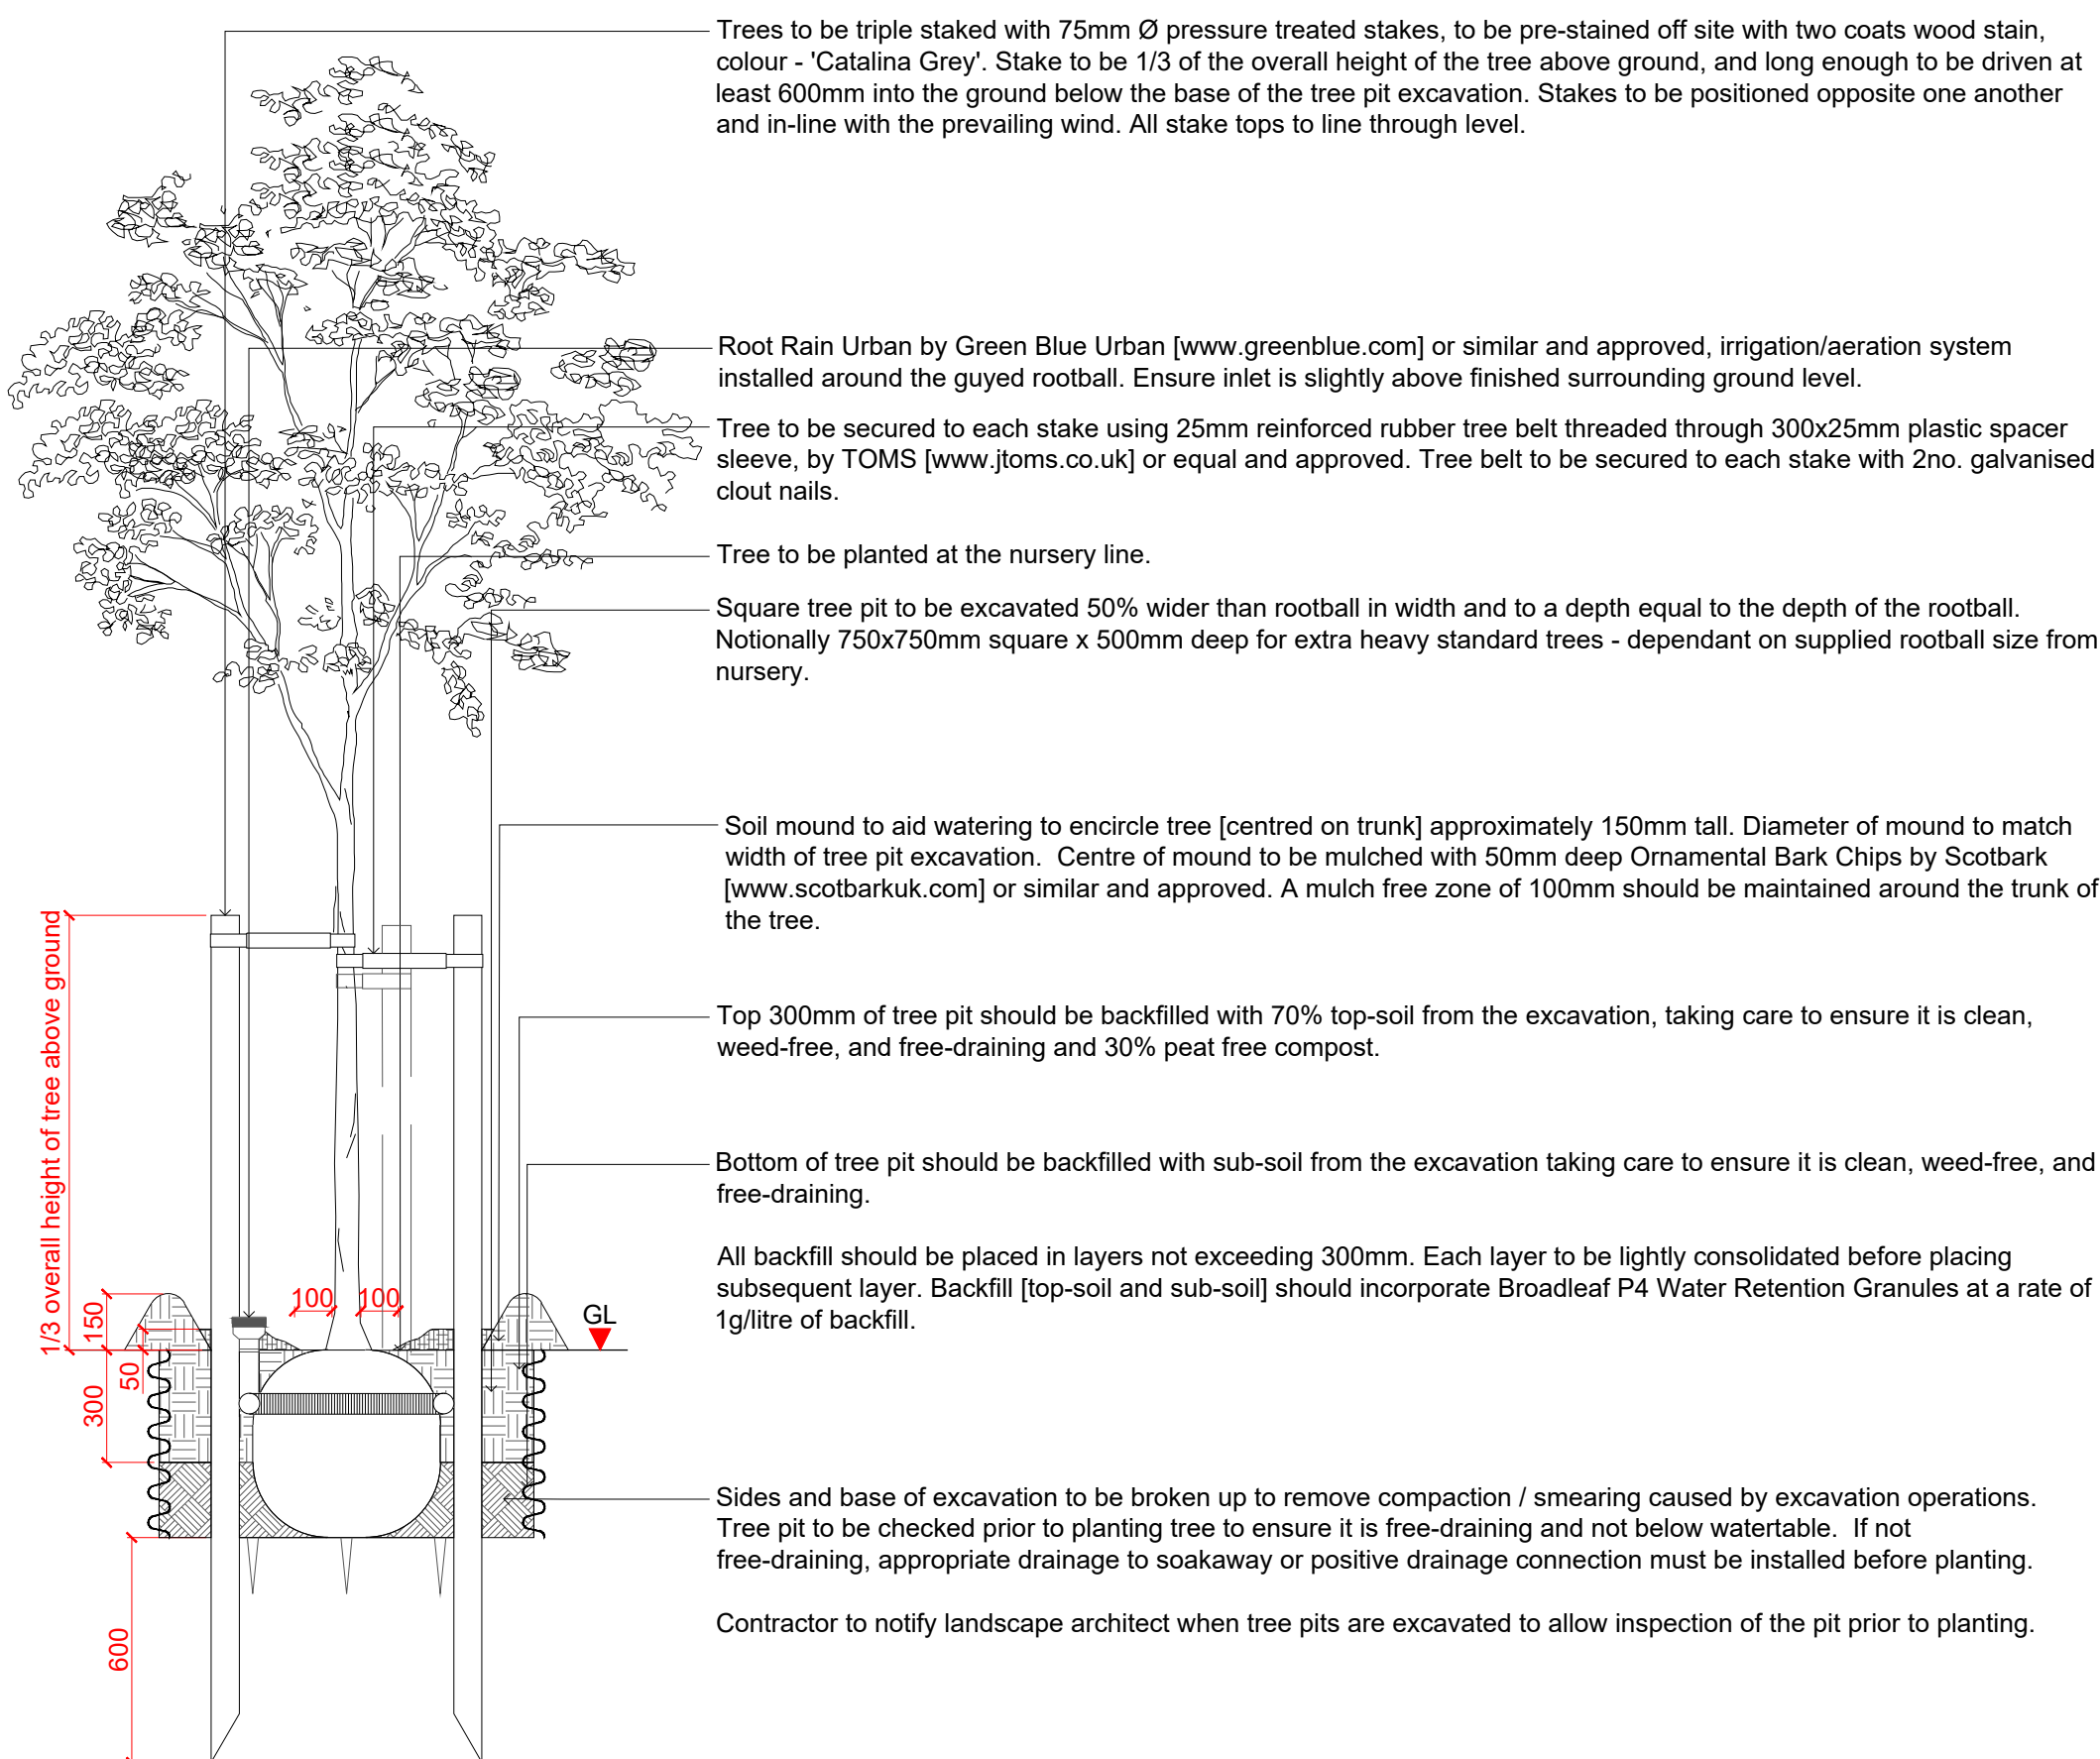 Trees to be triple staked with 75mm Ø pressure treated stakes, to be pre-stained off site with two coats wood stain,
colour - 'Catalina Grey'. Stake to be 1/3 of the overall height of the tree above ground, and long enough to be driven at
least 600mm into the ground below the base of the tree pit excavation. Stakes to be positioned opposite one another
and in-line with the prevailing wind. All stake tops to line through level.
Root Rain Urban by Green Blue Urban [www.greenblue.com] or similar and approved, irrigation/aeration system
installed around the guyed rootball. Ensure inlet is slightly above finished surrounding ground level.
Tree to be secured to each stake using 25mm reinforced rubber tree belt threaded through 300x25mm plastic spacer
sleeve, by TOMS [www.jtoms.co.uk] or equal and approved. Tree belt to be secured to each stake with 2no. galvanised
clout nails.
Tree to be planted at the nursery line.
Square tree pit to be excavated 50% wider than rootball in width and to a depth equal to the depth of the rootball.
Notionally 750x750mm square x 500mm deep for extra heavy standard trees - dependant on supplied rootball size from
nursery.
Soil mound to aid watering to encircle tree [centred on trunk] approximately 150mm tall. Diameter of mound to match
width of tree pit excavation.  Centre of mound to be mulched with 50mm deep Ornamental Bark Chips by Scotbark
[www.scotbarkuk.com] or similar and approved. A mulch free zone of 100mm should be maintained around the trunk of
the tree.
Top 300mm of tree pit should be backfilled with 70% top-soil from the excavation, taking care to ensure it is clean,
weed-free, and free-draining and 30% peat free compost.
Bottom of tree pit should be backfilled with sub-soil from the excavation taking care to ensure it is clean, weed-free, and
free-draining.
All backfill should be placed in layers not exceeding 300mm. Each layer to be lightly consolidated before placing
subsequent layer. Backfill [top-soil and sub-soil] should incorporate Broadleaf P4 Water Retention Granules at a rate of
1g/litre of backfill.
Sides and base of excavation to be broken up to remove compaction / smearing caused by excavation operations.
Tree pit to be checked prior to planting tree to ensure it is free-draining and not below watertable.  If not
free-draining, appropriate drainage to soakaway or positive drainage connection must be installed before planting.
Contractor to notify landscape architect when tree pits are excavated to allow inspection of the pit prior to planting.
1/3 overall height of tree above ground
150
50
300
600
100
100
GL